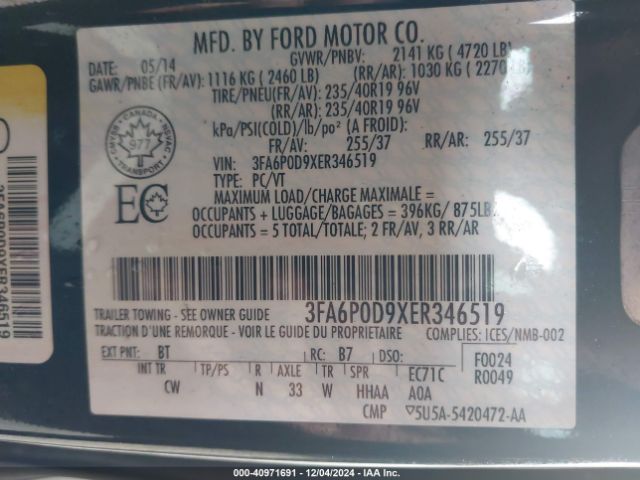 MFD. BY FORD MOTOR CO.
DATE: 05/14 GVWR/PNBV: 2141 KG ( 4720 LB)
GAWR/PNBE (FR/AV): 1116 KG ( 2460 LB) (RR/AR): 1030 KG ( 2270
TIRE/PNEU(FR/AV): 235/40R19 96V
(RR/AR): 235/40R19 96V
kPa/PSI(COLD)/lb/po² (A FROID):
FR/AV: 255/37 RR/AR: 255/37
VIN: 3FA6P0D9XER346519
TYPE: PC/VT
MAXIMUM LOAD/CHARGE MAXIMALE =
OCCUPANTS + LUGGAGE/BAGAGES = 396KG/ 875LB
OCCUPANTS = 5 TOTAL/TOTALE; 2 FR/AV, 3 RR/AR
CANADA
977
TRANSPORT
EC
TRAILER TOWING - SEE OWNER GUIDE 3FA6P0D9XER346519
TRACTION D'UNE REMORQUE - VOIR LE GUIDE DU PROPRIETAIRE COMPLIES: ICES/NMB-002
EXT PNT: BT RC: B7 DSO: F0024
INT TR TP/PS R AXLE TR SPR EC71C R0049
CW N 33 W HHAA A0A
CMP 5U5A-5420472-AA
3FA6P0D9XER346519
000-40971691 - 12/04/2024 - IAA Inc.